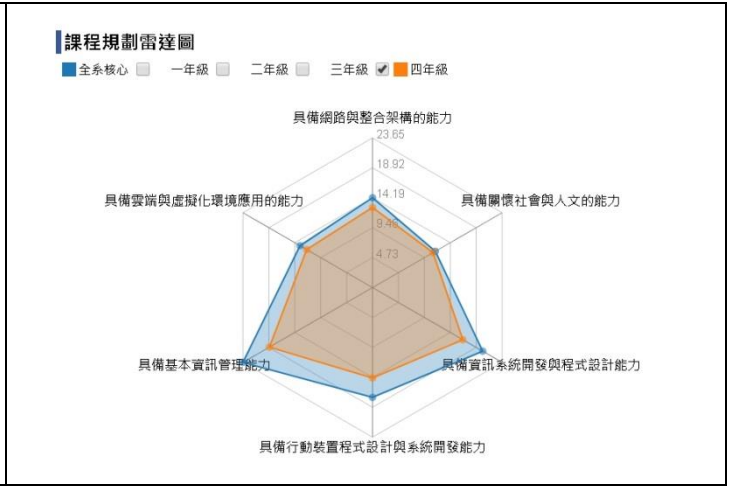 課程規劃雷達圖
全系核心 一年級 二年級 三年級 四年級
具備網路與整合架構的能力
23.65
18.92
14.19
9.46
4.73
具備雲端與虛擬化環境應用的能力
具備關懷社會與人文的能力
具備基本資訊管理能力
具備資訊系統開發與程式設計能力
具備行動裝置程式設計與系統開發能力